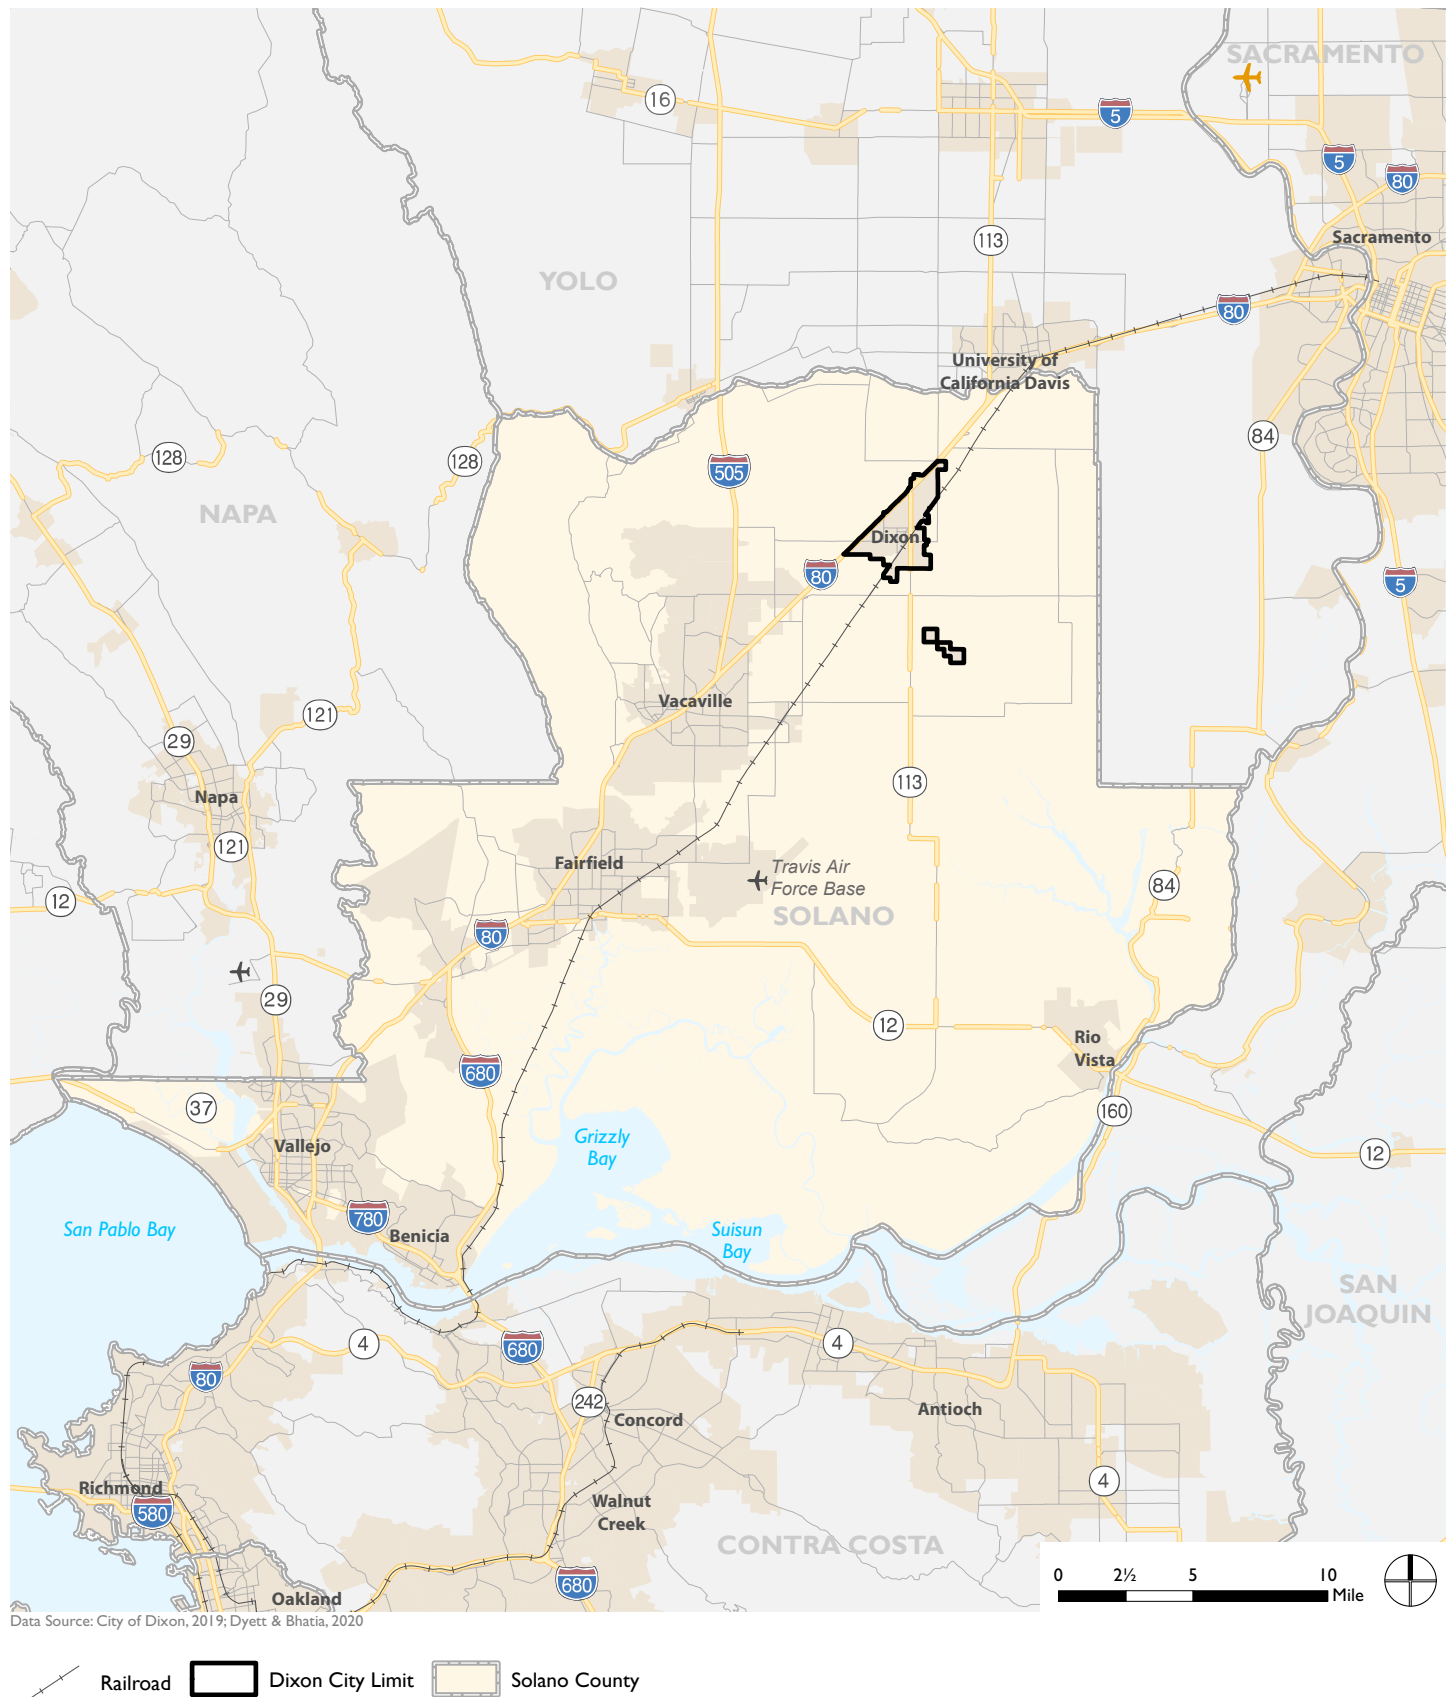 SACRAMENTO
16
5
5
80
Sacramento
113
YOLO
80
University of
California Davis
84
128
128
505
NAPA
Dixon
80
5
Vacaville
121
29
113
Napa
121
Fairfield
Travis Air
Force Base
84
12
SOLANO
80
29
12
Rio
Vista
680
37
160
Vallejo
Grizzly
Bay
12
780
San Pablo Bay
Benicia
Suisun
Bay
SAN
JOAQUIN
4
680
4
80
242
Concord
Antioch
4
Richmond
580
Walnut
Creek
CONTRA COSTA
680
Oakland
0 2½ 5 10
Mile
Data Source: City of Dixon, 2019; Dyett & Bhatia, 2020
Railroad Dixon City Limit Solano County